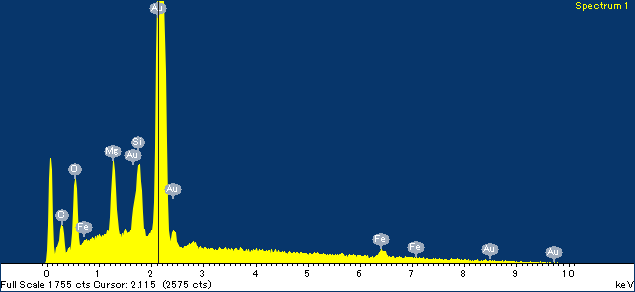 Spectrum 1
Au
Si
Mg
Au
O
Au
Fe
Fe
Fe
Au
Au
0 1 2 3 4 5 6 7 8 9 10
Full Scale 1755 cts Cursor: 2.115 (2575 cts) keV